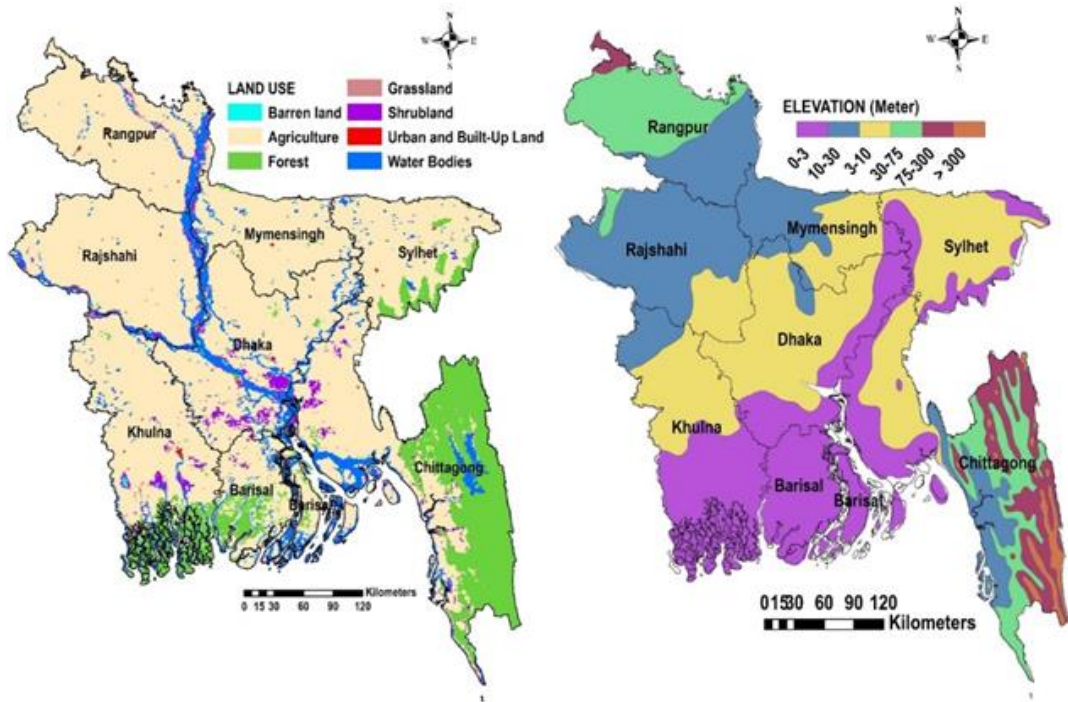 N
W E
S
LAND USE
Barren land
Agriculture
Forest
Grassland
Shrubland
Urban and Built-Up Land
Water Bodies
Rangpur
Rajshahi
Mymensingh
Sylhet
Dhaka
Khulna
Barisal
Barisal
Chittagong
Kilometers
0 15 30 60 90 120
N
W E
S
ELEVATION (Meter)
0-3
10-30
3-10
30-75
75-300
> 300
Rangpur
Rajshahi
Mymensingh
Sylhet
Dhaka
Khulna
Barisal
Barisal
Chittagong
01530 60 90 120
Kilometers